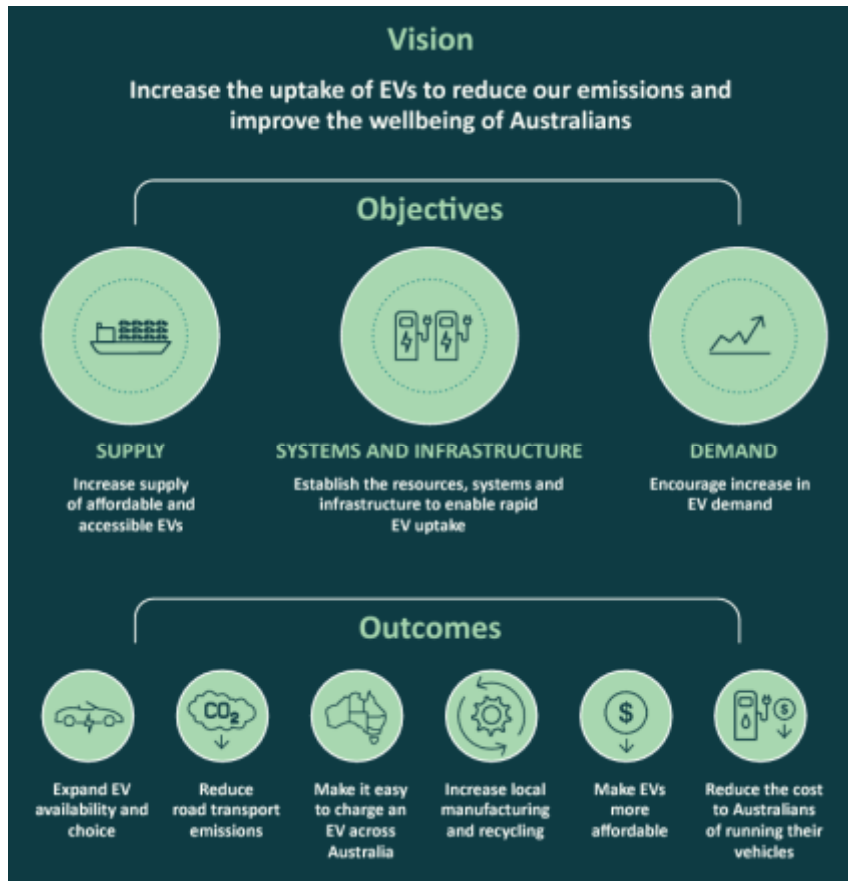 Vision
Increase the uptake of EVs to reduce our emissions and
improve the wellbeing of Australians
Objectives
SUPPLY
Increase supply
of affordable and
accessible EVs
SYSTEMS AND INFRASTRUCTURE
Establish the resources, systems and
infrastructure to enable rapid
EV uptake
DEMAND
Encourage increase in
EV demand
Outcomes
Expand EV
availability and
choice
CO₂
Reduce
road transport
emissions
Make it easy
to charge an
EV across
Australia
Increase local
manufacturing
and recycling
$
Make EVs
more
affordable
$
Reduce the cost
to Australians
of running their
vehicles